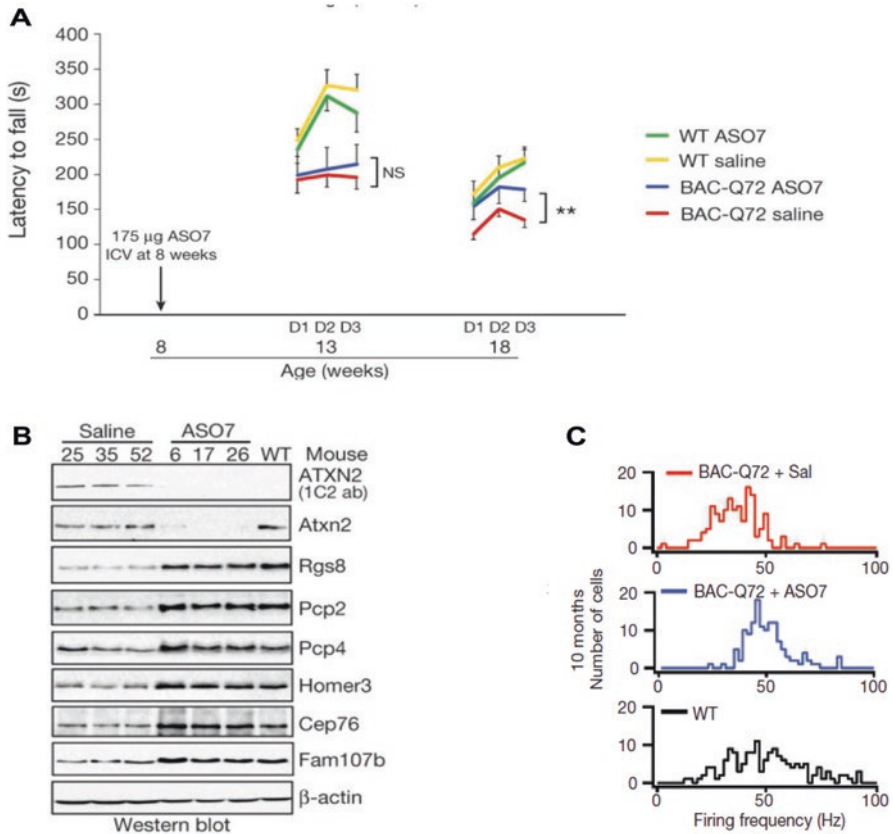 A
Latency to fall (s)
400
350
300
250
200
150
100
50
0
175 µg ASO7
ICV at 8 weeks
NS
**
WT ASO7
WT saline
BAC-Q72 ASO7
BAC-Q72 saline
D1 D2 D3
D1 D2 D3
8
13
18
Age (weeks)
B
Saline
ASO7
25 35 52 6 17 26 WT Mouse
ATXN2
(1C2 ab)
Atxn2
Rgs8
Pcp2
Pcp4
Homer3
Cep76
Fam107b
β-actin
Western blot
C
10 months
Number of cells
20
10
0
BAC-Q72 + Sal
0 50 100
20
10
0
BAC-Q72 + ASO7
0 50 100
20
10
0
WT
0 50 100
Firing frequency (Hz)